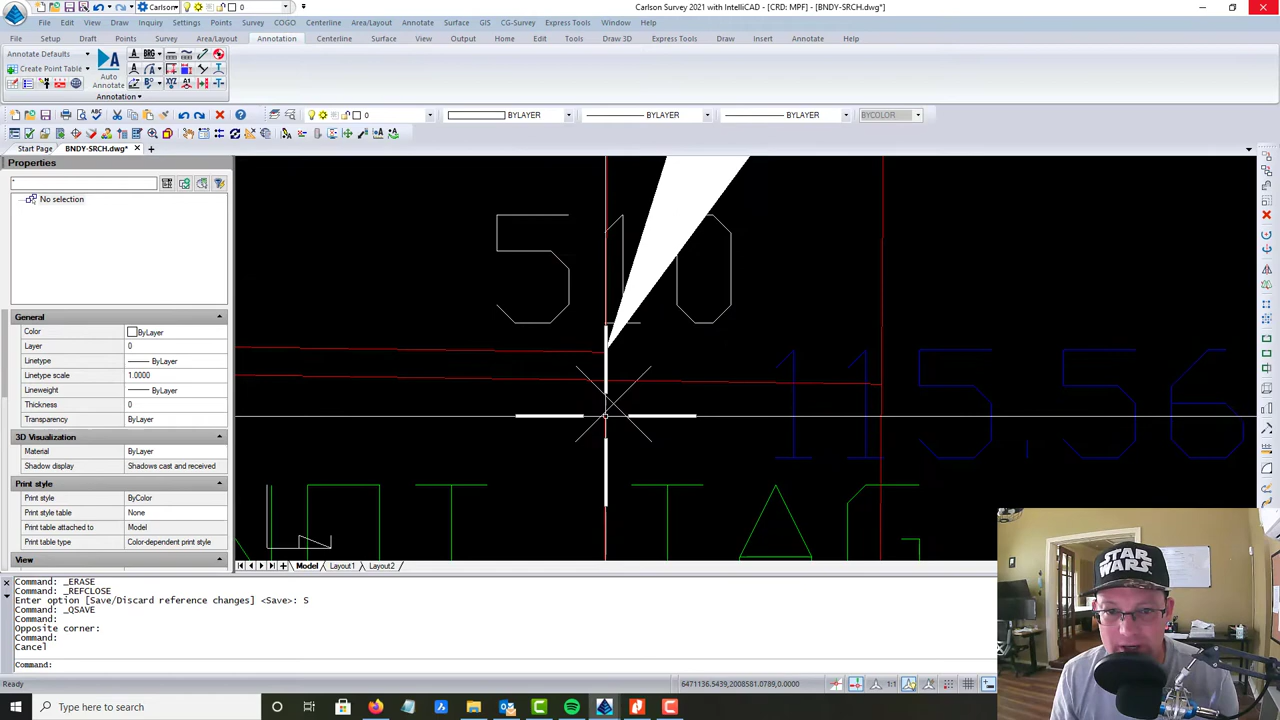 Carlson Survey 2021 with IntelliCAD - [CRD: MPF] - [BNDY-SRCH.dwg*]
Carlson
0
File Edit View Draw Inquiry Settings Points Survey COGO Centerline Area/Layout Annotate Surface GIS CG-Survey Express Tools Window Help
File Setup Draft Points Survey Area/Layout Annotation Centerline Surface View Output Home Edit Tools Draw 3D Express Tools Draw Insert View Annotate Help
Annotate Defaults
Create Point Table
Auto Annotate
Annotation
0
BYLAYER
BYLAYER
BYLAYER
BYCOLOR
Start Page
BNDY-SRCH.dwg*
Properties
No selection
General
Color ByLayer
Layer 0
Linetype ByLayer
Linetype scale 1.0000
Lineweight ByLayer
Thickness 0
Transparency ByLayer
3D Visualization
Material ByLayer
Shadow display Shadows cast and received
Print style
Print style ByColor
Print style table None
Print table attached to Model
Print table type Color-dependent print style
View
510
115.56
TAG
Model Layout1 Layout2
Command: _ERASE
Command: _REFCLOSE
Enter option [Save/Discard reference changes] <Save>: S
Command: _QSAVE
Command:
Opposite corner:
Command:
Cancel
Command:
Ready
6471136.5439,2008581.0789,0.0000
1:1
Type here to search
STAR WARS